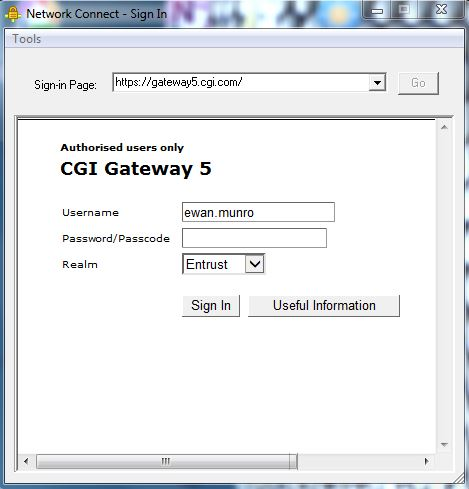 Network Connect - Sign In
Tools
Sign-in Page: https://gateway5.cgi.com/ Go
Authorised users only
CGI Gateway 5
Username ewan.munro
Password/Passcode
Realm Entrust
Sign In Useful Information